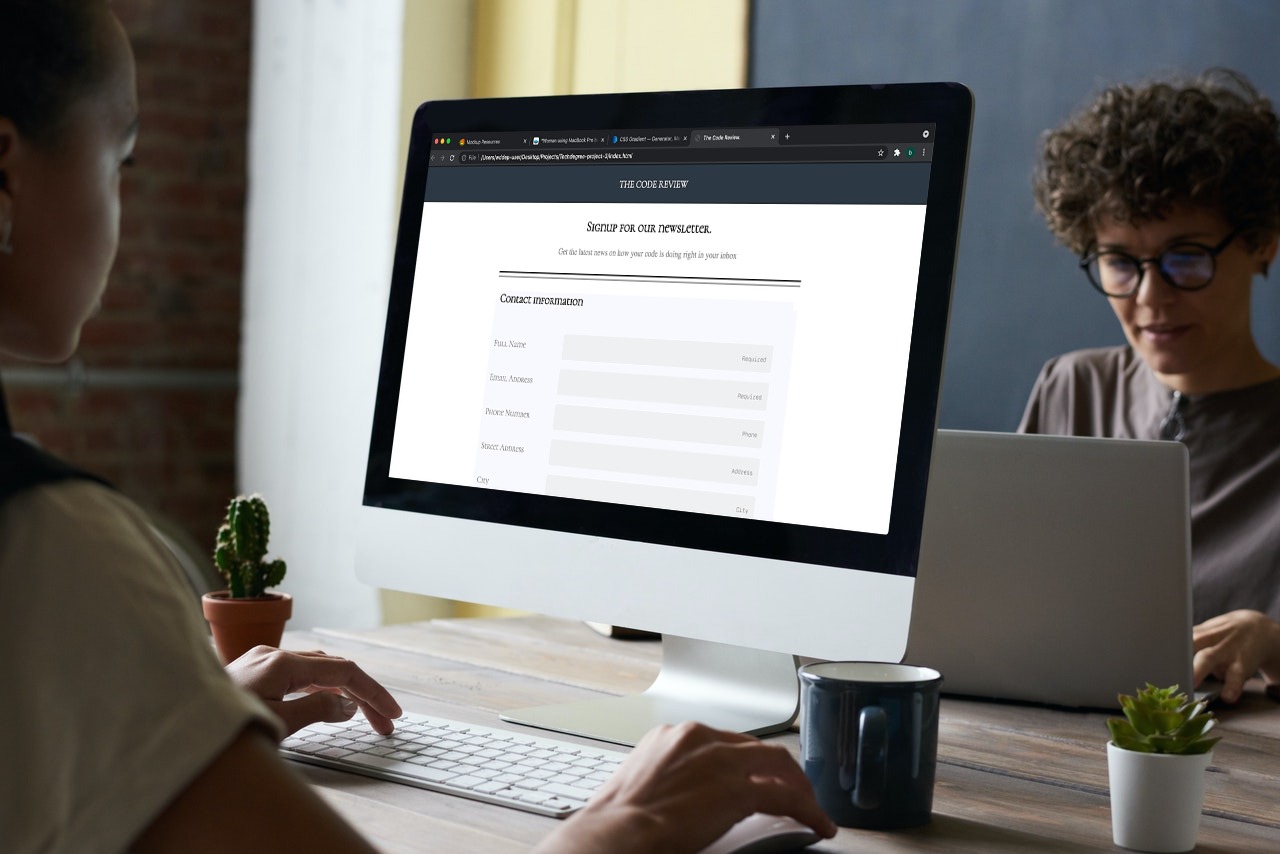 Mockup Resources
"Woman using MacBook Pro
CSS Gradient — Generator, M
The Code Review.
File | /Users/wddsp-user/Desktop/Projects/Techdegree-project-3/index.html
THE CODE REVIEW
Signup for our newsletter.
Get the latest news on how your code is doing right in your inbox
Contact information
Full Name
Required
Email Address
Required
Phone Number
Phone
Street Address
Address
City
City